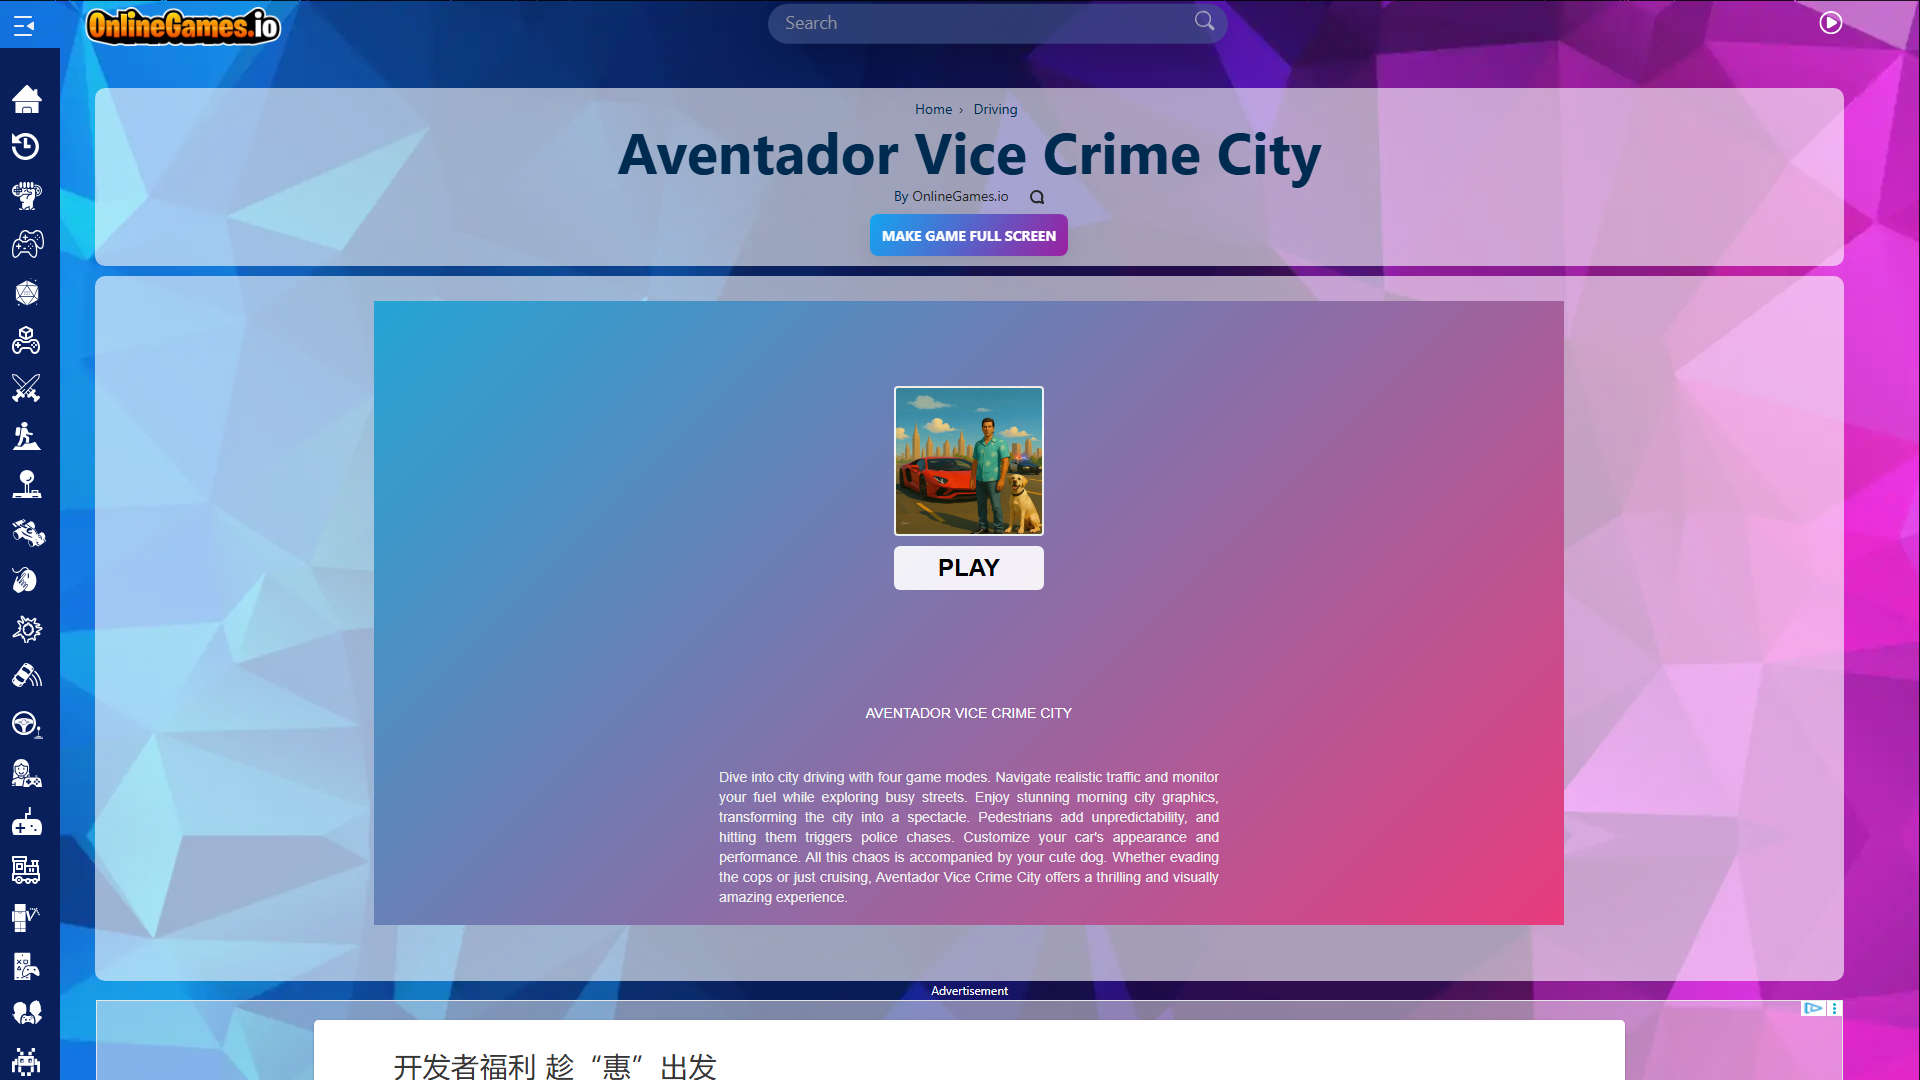 OnlineGames.io
Search
Home › Driving
Aventador Vice Crime City
By OnlineGames.io
MAKE GAME FULL SCREEN
PLAY
AVENTADOR VICE CRIME CITY
Dive into city driving with four game modes. Navigate realistic traffic and monitor
your fuel while exploring busy streets. Enjoy stunning morning city graphics,
transforming the city into a spectacle. Pedestrians add unpredictability, and
hitting them triggers police chases. Customize your car's appearance and
performance. All this chaos is accompanied by your cute dog. Whether evading
the cops or just cruising, Aventador Vice Crime City offers a thrilling and visually
amazing experience.
Advertisement
开发者福利 趁“惠”出发